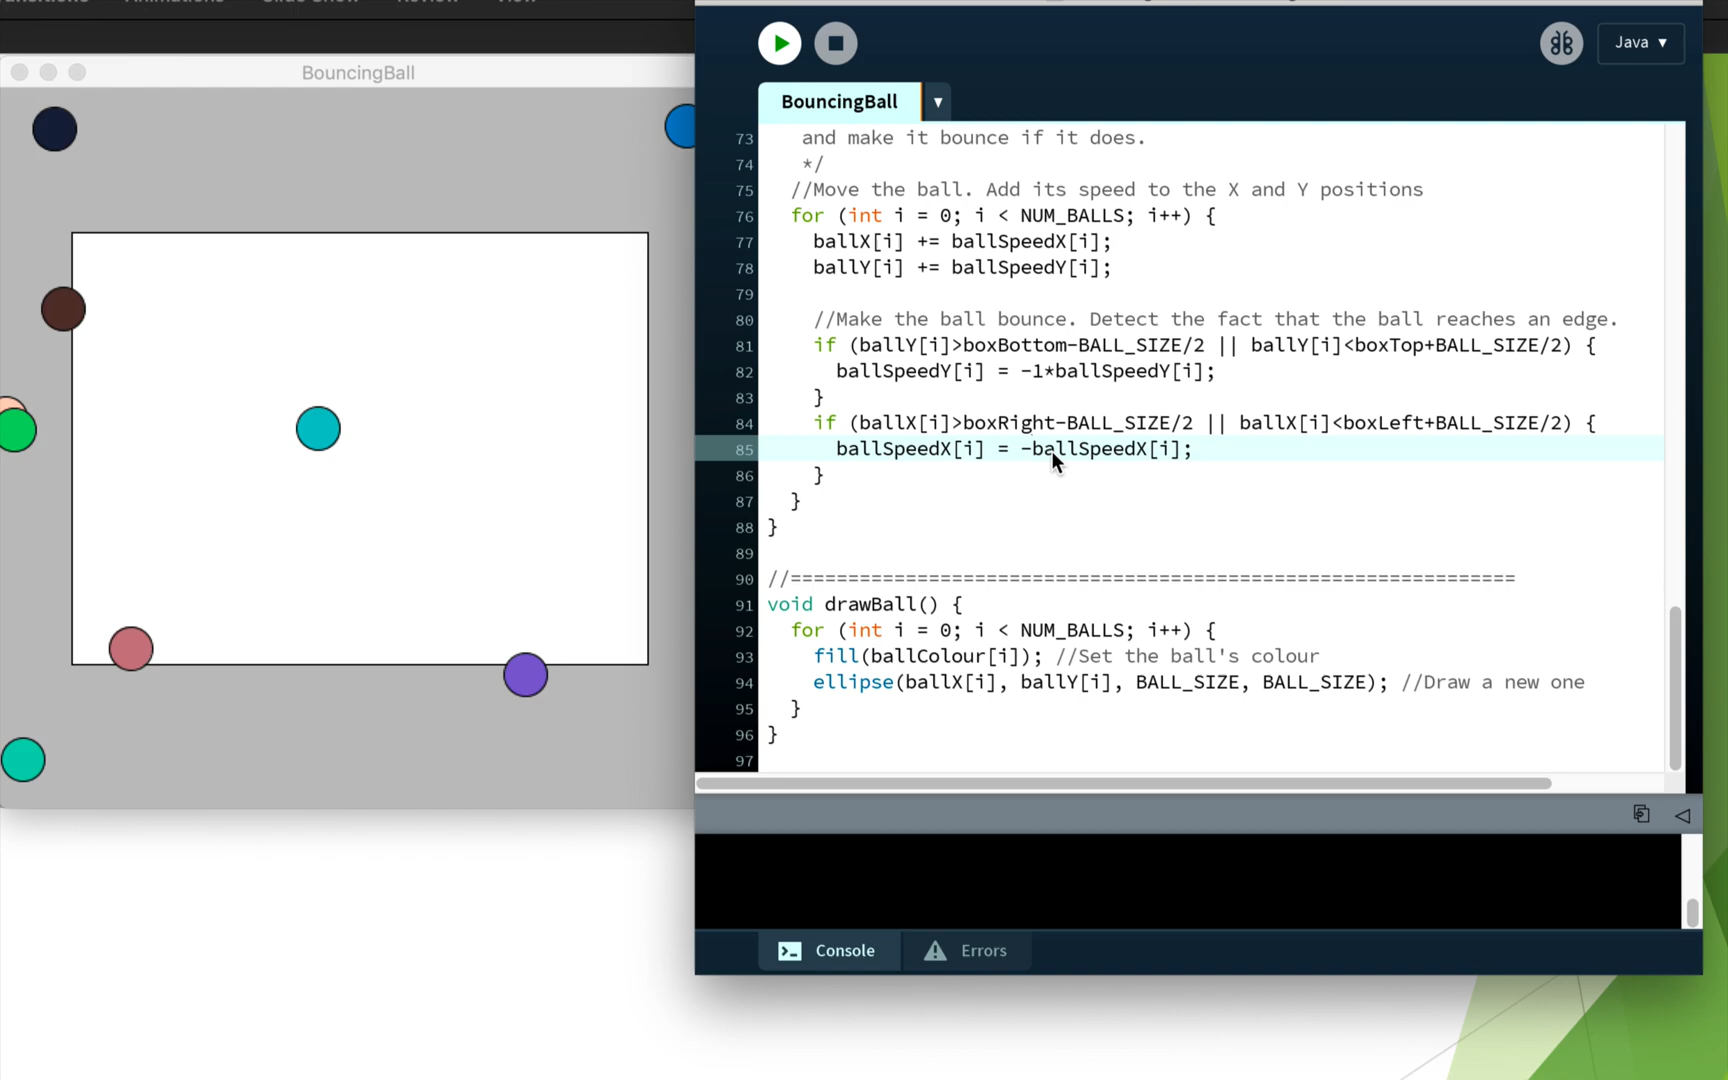 BouncingBall
Java ▾
BouncingBall
73 and make it bounce if it does.
74 */
75 //Move the ball. Add its speed to the X and Y positions
76 for (int i = 0; i < NUM_BALLS; i++) {
77 ballX[i] += ballSpeedX[i];
78 ballY[i] += ballSpeedY[i];
79
80 //Make the ball bounce. Detect the fact that the ball reaches an edge.
81 if (ballY[i]>boxBottom-BALL_SIZE/2 || ballY[i]<boxTop+BALL_SIZE/2) {
82 ballSpeedY[i] = -1*ballSpeedY[i];
83 }
84 if (ballX[i]>boxRight-BALL_SIZE/2 || ballX[i]<boxLeft+BALL_SIZE/2) {
85 ballSpeedX[i] = -ballSpeedX[i];
86 }
87 }
88 }
89
90 //===============================================================
91 void drawBall() {
92 for (int i = 0; i < NUM_BALLS; i++) {
93 fill(ballColour[i]); //Set the ball's colour
94 ellipse(ballX[i], ballY[i], BALL_SIZE, BALL_SIZE); //Draw a new one
95 }
96 }
97
Console
Errors